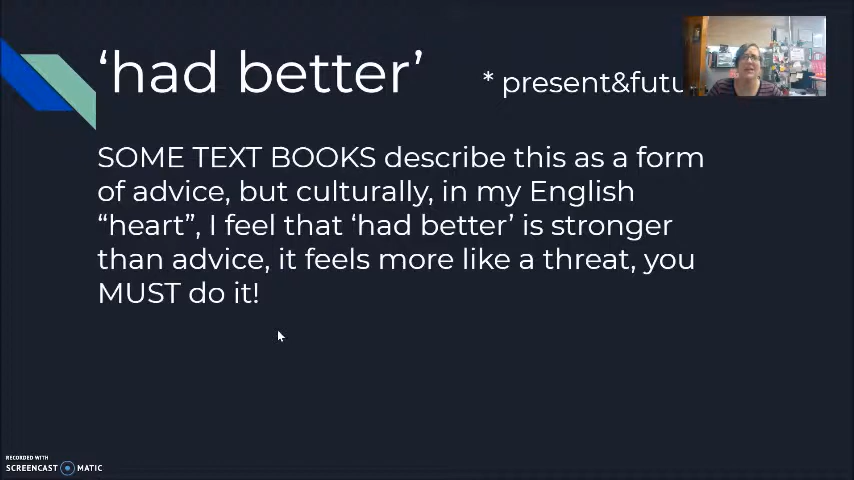 ‘had better’
* present&futu
SOME TEXT BOOKS describe this as a form
of advice, but culturally, in my English
“heart”, I feel that ‘had better’ is stronger
than advice, it feels more like a threat, you
MUST do it!
RECORDED WITH
SCREENCAST MATIC